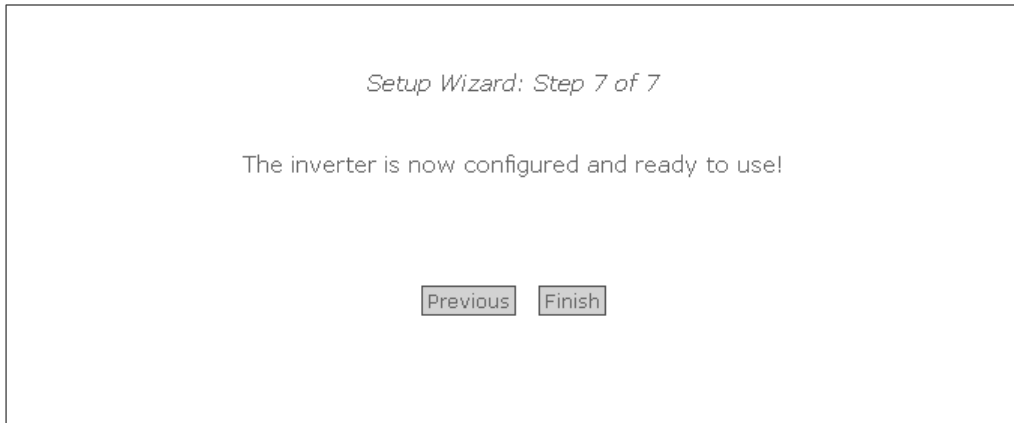 Setup Wizard: Step 7 of 7
The inverter is now configured and ready to use!
Previous Finish